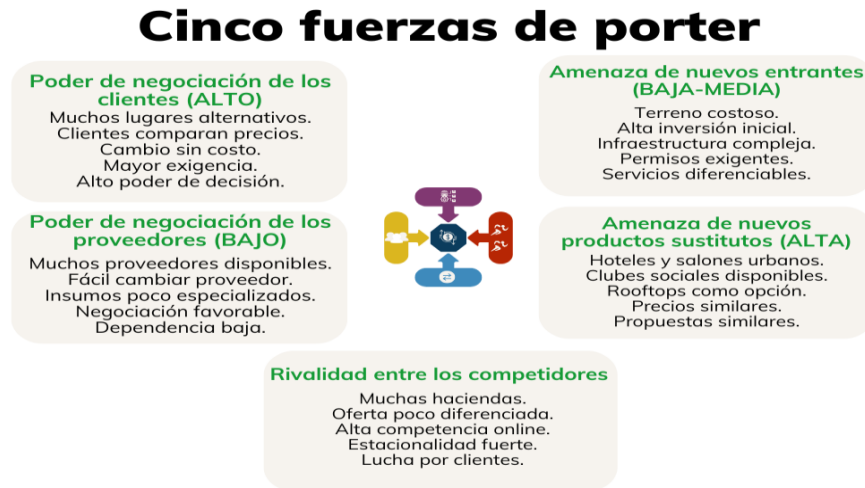 Cinco fuerzas de porter
Poder de negociación de los
clientes (ALTO)
Muchos lugares alternativos.
Clientes comparan precios.
Cambio sin costo.
Mayor exigencia.
Alto poder de decisión.
Amenaza de nuevos entrantes
(BAJA-MEDIA)
Terreno costoso.
Alta inversión inicial.
Infraestructura compleja.
Permisos exigentes.
Servicios diferenciables.
Poder de negociación de los
proveedores (BAJO)
Muchos proveedores disponibles.
Fácil cambiar proveedor.
Insumos poco especializados.
Negociación favorable.
Dependencia baja.
Amenaza de nuevos
productos sustitutos (ALTA)
Hoteles y salones urbanos.
Clubes sociales disponibles.
Rooftops como opción.
Precios similares.
Propuestas similares.
Rivalidad entre los competidores
Muchas haciendas.
Oferta poco diferenciada.
Alta competencia online.
Estacionalidad fuerte.
Lucha por clientes.